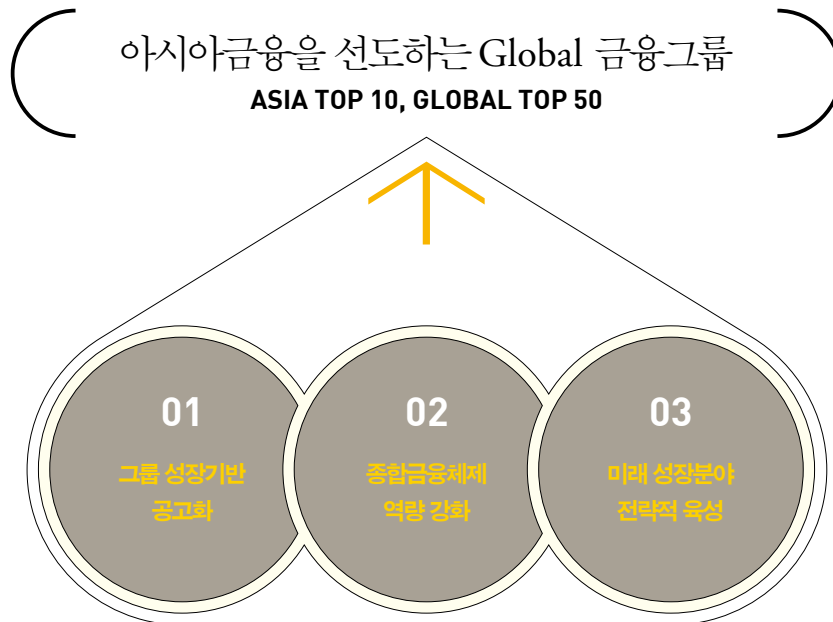 아시아금융을 선도하는 Global 금융그룹
ASIA TOP 10, GLOBAL TOP 50
01
그룹 성장기반
공고화
02
종합금융체제
역량 강화
03
미래 성장분야
전략적 육성